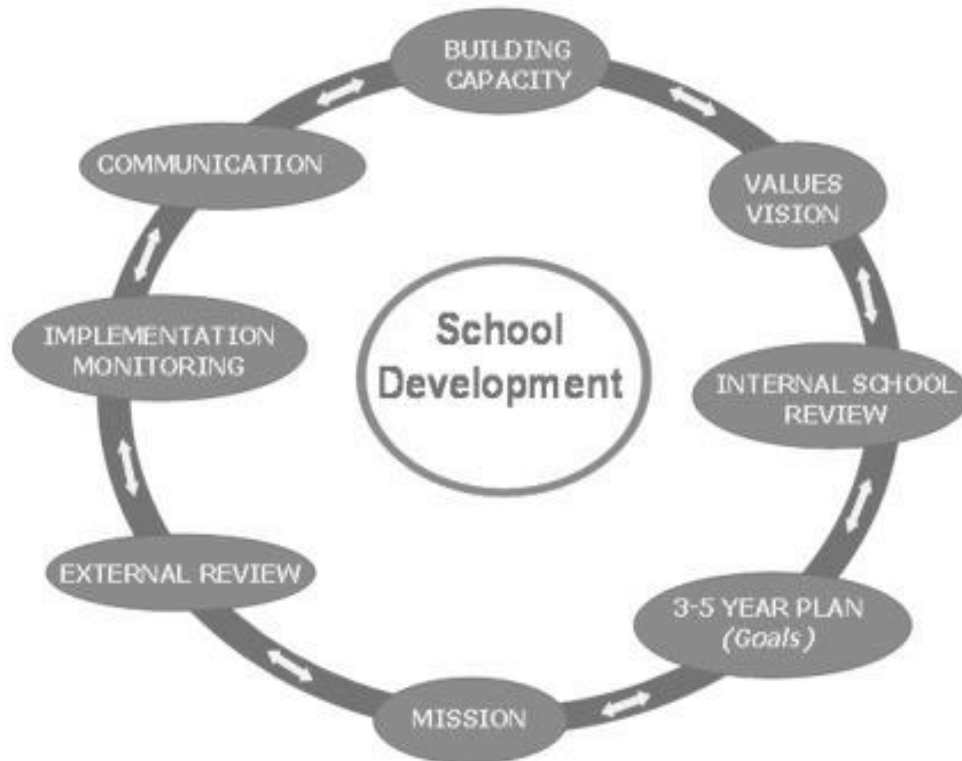 BUILDING
CAPACITY
VALUES
VISION
INTERNAL SCHOOL
REVIEW
3-5 YEAR PLAN
(Goals)
MISSION
EXTERNAL REVIEW
IMPLEMENTATION
MONITORING
COMMUNICATION
School
Development